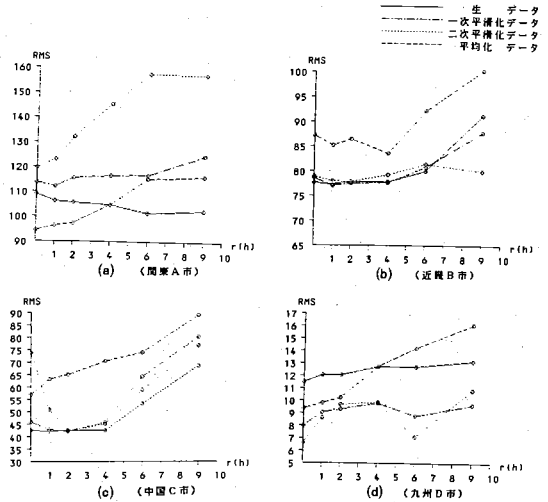 生 データ
一次平滑化データ
二次平滑化データ
平均化 データ
RMS
160
150
140
130
120
110
100
90
1 2 3 4 5 6 7 8 9 10
r(h)
(a) (関東A市)
RMS
100
95
90
85
80
75
70
65
1 2 3 4 5 6 7 8 9 10
r(h)
(b) (近畿B市)
RMS
90
85
80
75
70
65
60
55
50
45
40
35
30
1 2 3 4 5 6 7 8 9 10
r(h)
(c) (中国C市)
RMS
17
16
15
14
13
12
11
10
9
8
7
6
5
1 2 3 4 5 6 7 8 9 10
r(h)
(d) (九州D市)